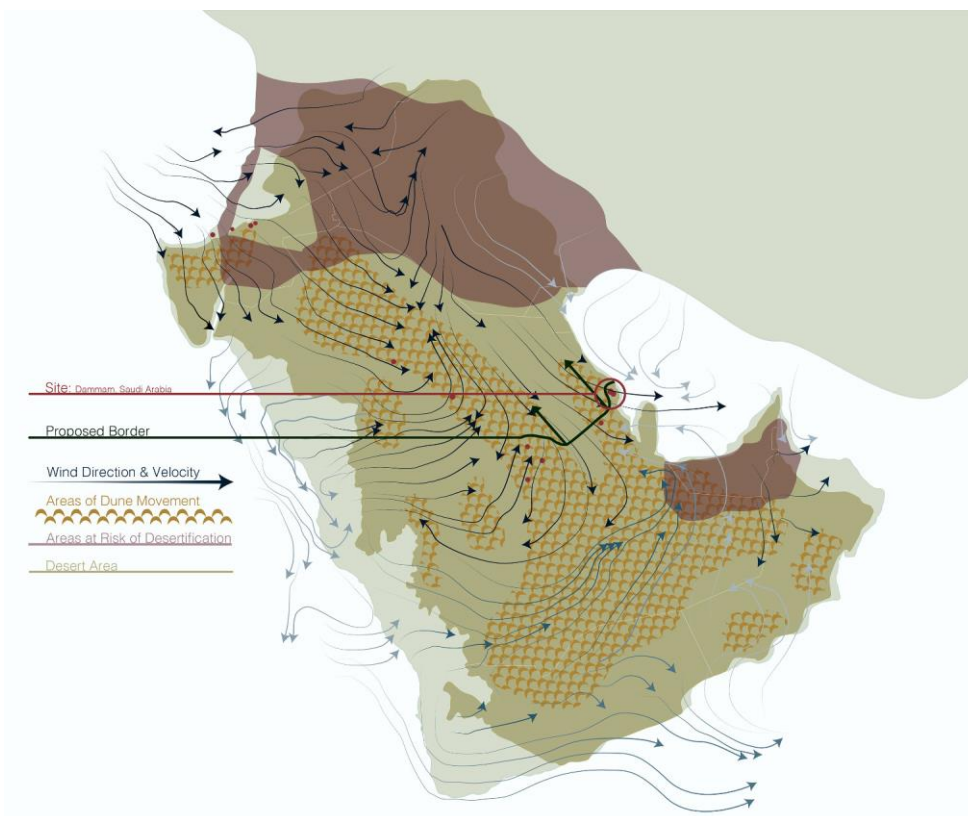 Site: Dammam, Saudi Arabia
Proposed Border
Wind Direction & Velocity
Areas of Dune Movement
Areas at Risk of Desertification
Desert Area